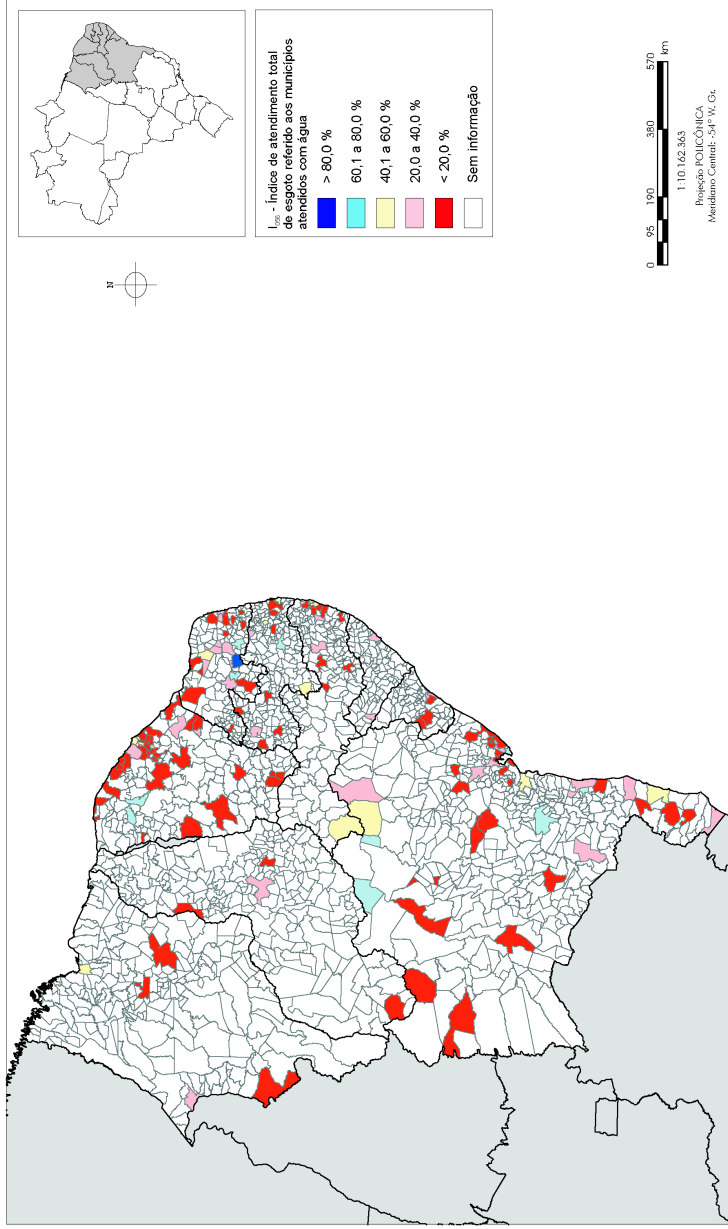 N
I₀₅₆ - Índice de atendimento total
de esgoto referido aos municípios
atendidos com água
> 80,0 %
60,1 a 80,0 %
40,1 a 60,0 %
20,0 a 40,0 %
< 20,0 %
Sem informação
0 95 190 380 570
km
1:10.162.363
Projeção POLICÔNICA
Meridiano Central: -54º W. Gr.